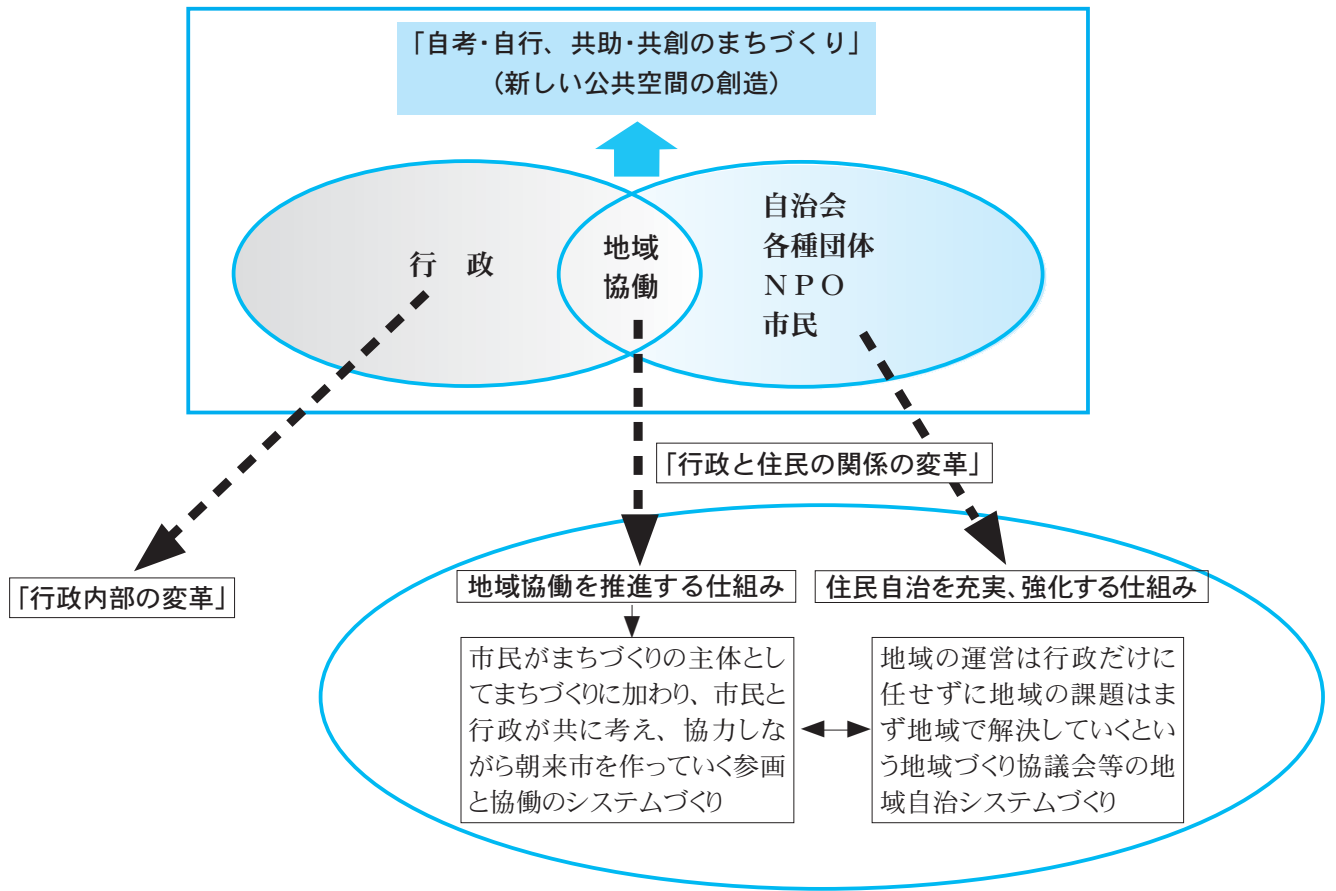 「自考・自行、共助・共創のまちづくり」
（新しい公共空間の創造）
行　政
地域
協働
自治会
各種団体
ＮＰＯ
市民
「行政と住民の関係の変革」
「行政内部の変革」
地域協働を推進する仕組み
住民自治を充実、強化する仕組み
市民がまちづくりの主体とし
てまちづくりに加わり、市民と
行政が共に考え、協力しな
がら朝来市を作っていく参画
と協働のシステムづくり
地域の運営は行政だけに
任せずに地域の課題はま
ず地域で解決していくとい
う地域づくり協議会等の地
域自治システムづくり